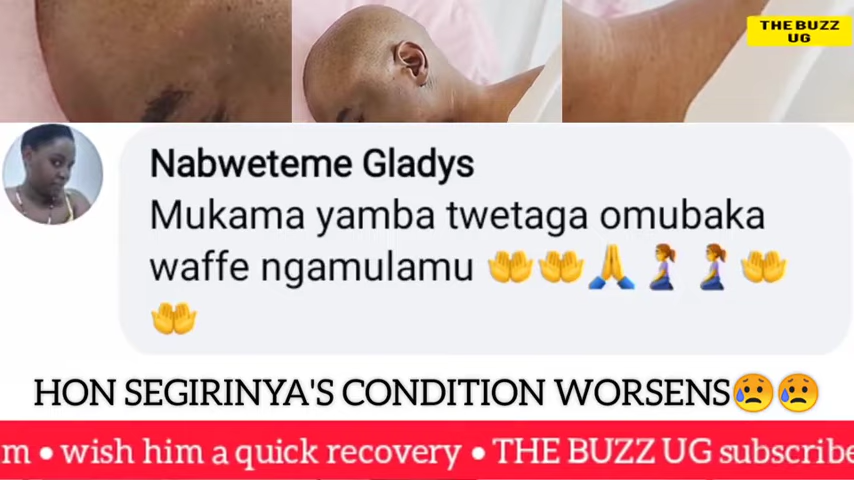 THE BUZZ
UG
Nabweteme Gladys
Mukama yamba twetaga omubaka
waffe ngamulamu 🤲🤲🙏🧎‍♀️🧎‍♀️🤲
🤲
HON SEGIRINYA'S CONDITION WORSENS😥😥
m • wish him a quick recovery • THE BUZZ UG subscribe